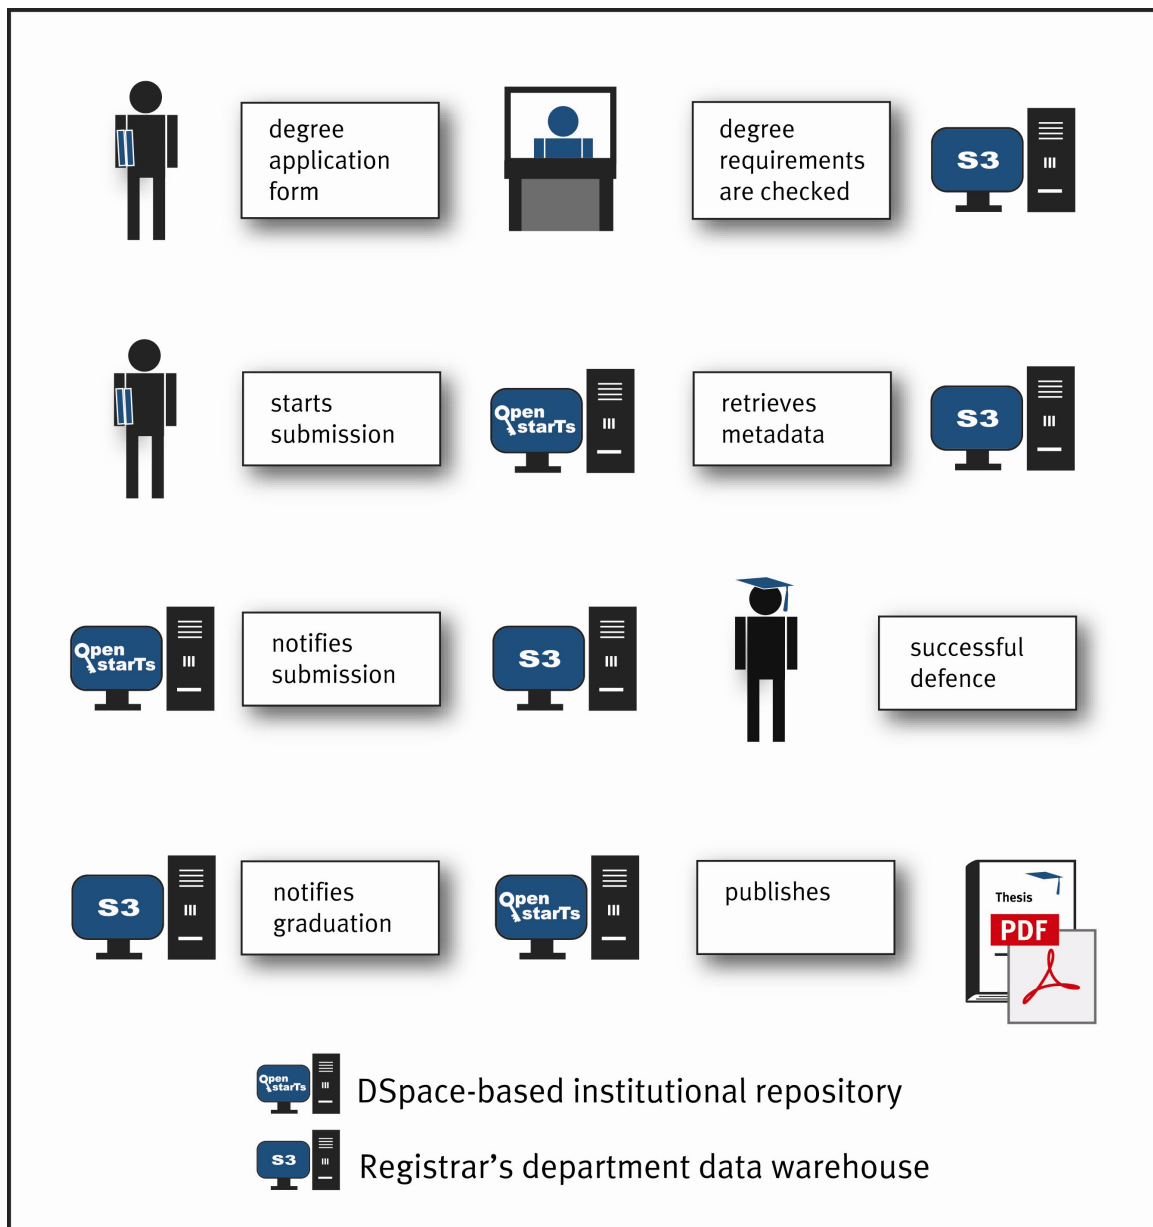 degree
application
form
degree
requirements
are checked
S3
starts
submission
Open
starTs
retrieves
metadata
S3
Open
starTs
notifies
submission
S3
successful
defence
S3
notifies
graduation
Open
starTs
publishes
Thesis
PDF
Open
starTs
DSpace-based institutional repository
S3
Registrar's department data warehouse